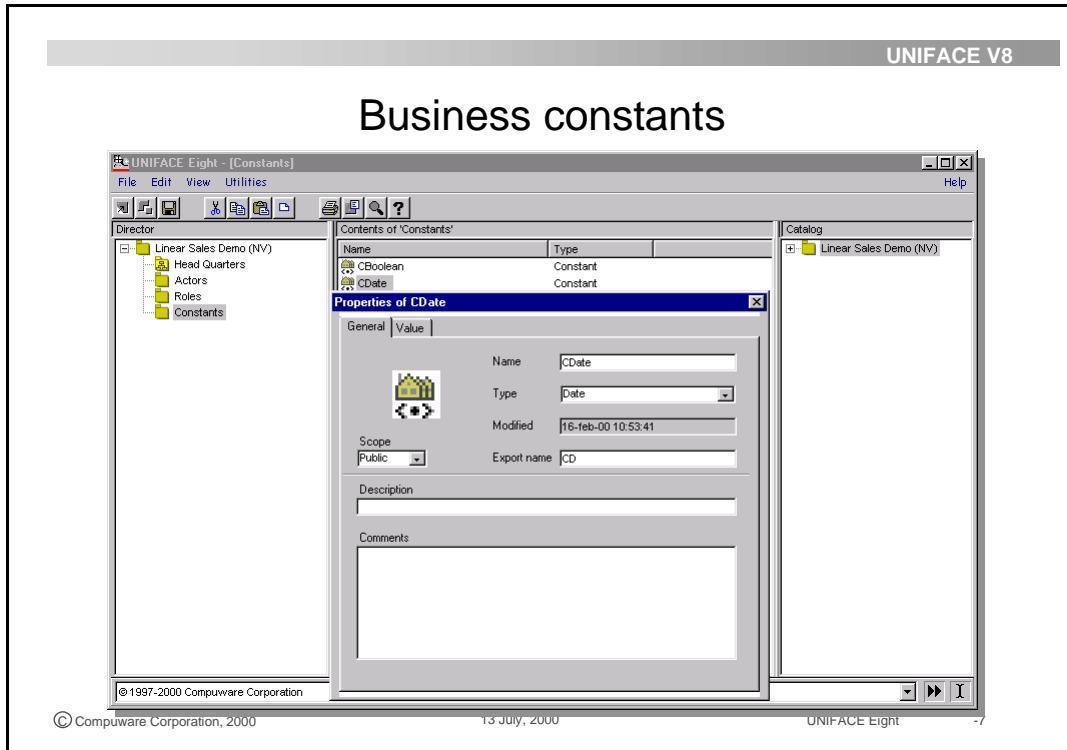 UNIFACE V8
Business constants
UNIFACE Eight - [Constants]
File Edit View Utilities Help
Director
Contents of 'Constants'
Catalog
Linear Sales Demo (NV)
Head Quarters
Actors
Roles
Constants
Name Type
CBoolean Constant
CDate Constant
Linear Sales Demo (NV)
Properties of CDate
General Value
Name CDate
Type Date
Modified 16-feb-00 10:53:41
Scope
Public
Export name CD
Description
Comments
© 1997-2000 Compuware Corporation
© Compuware Corporation, 2000 13 July, 2000 UNIFACE Eight -7